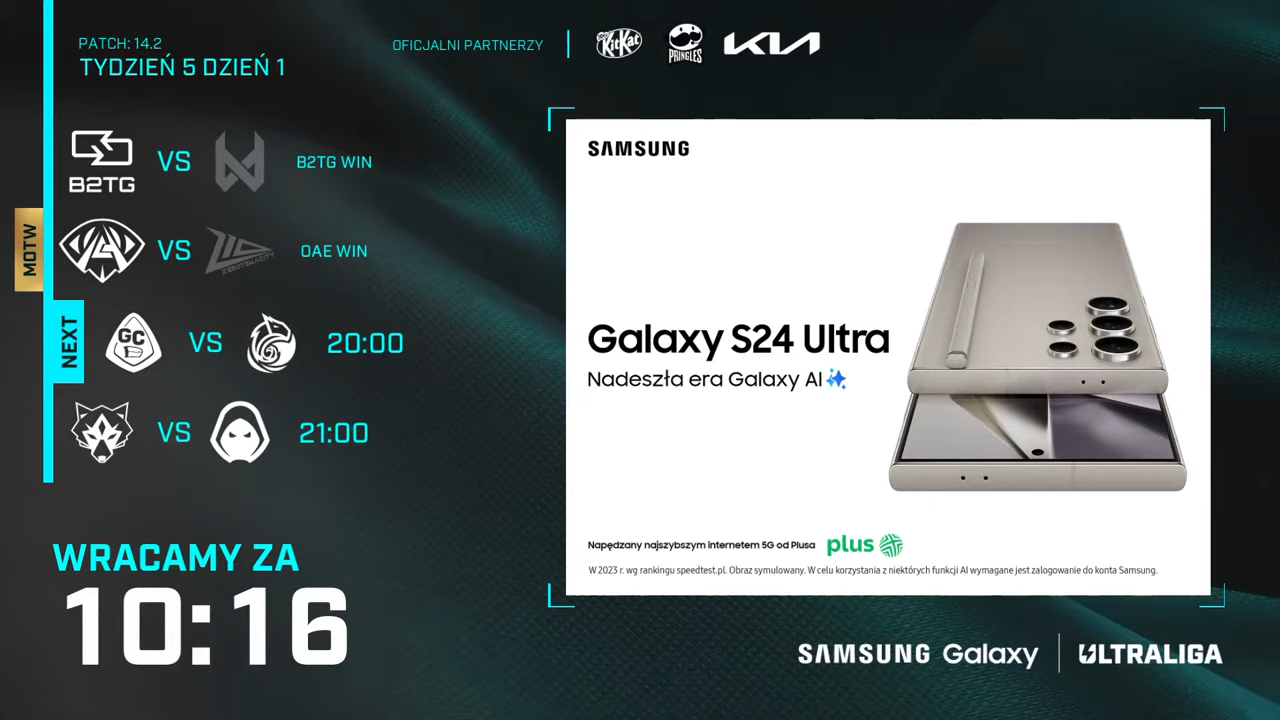 PATCH: 14.2
TYDZIEŃ 5 DZIEŃ 1
OFICJALNI PARTNERZY
KitKat
PRINGLES
KIA
B2TG
VS
B2TG WIN
MOTW
VS
ZEROTENACITY
OAE WIN
NEXT
GC
VS
20:00
VS
21:00
WRACAMY ZA
10:16
SAMSUNG
Galaxy S24 Ultra
Nadeszła era Galaxy AI
Napędzany najszybszym internetem 5G od Plusa
plus
W 2023 r. wg rankingu speedtest.pl. Obraz symulowany. W celu korzystania z niektórych funkcji AI wymagane jest zalogowanie do konta Samsung.
SAMSUNG Galaxy
ULTRALIGA